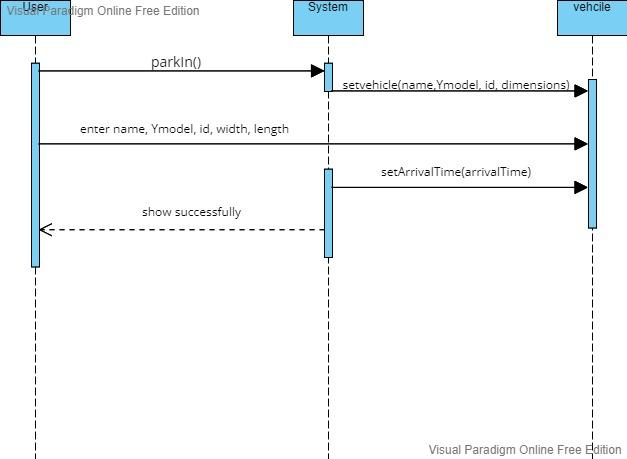 User
Visual Paradigm Online Free Edition
System
vehcile
parkIn()
setvehicle(name,Ymodel, id, dimensions)
enter name, Ymodel, id, width, length
setArrivalTime(arrivalTime)
show successfully
Visual Paradigm Online Free Edition